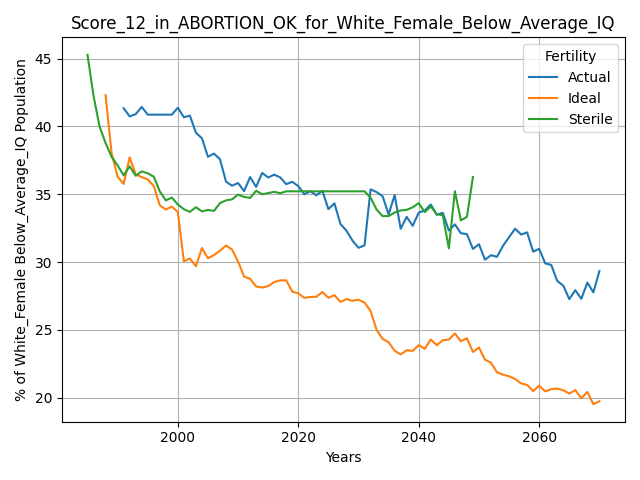 Score_12_in_ABORTION_OK_for_White_Female_Below_Average_IQ
% of White_Female Below_Average_IQ Population
45
40
35
30
25
20
Fertility
Actual
Ideal
Sterile
2000 2020 2040 2060
Years